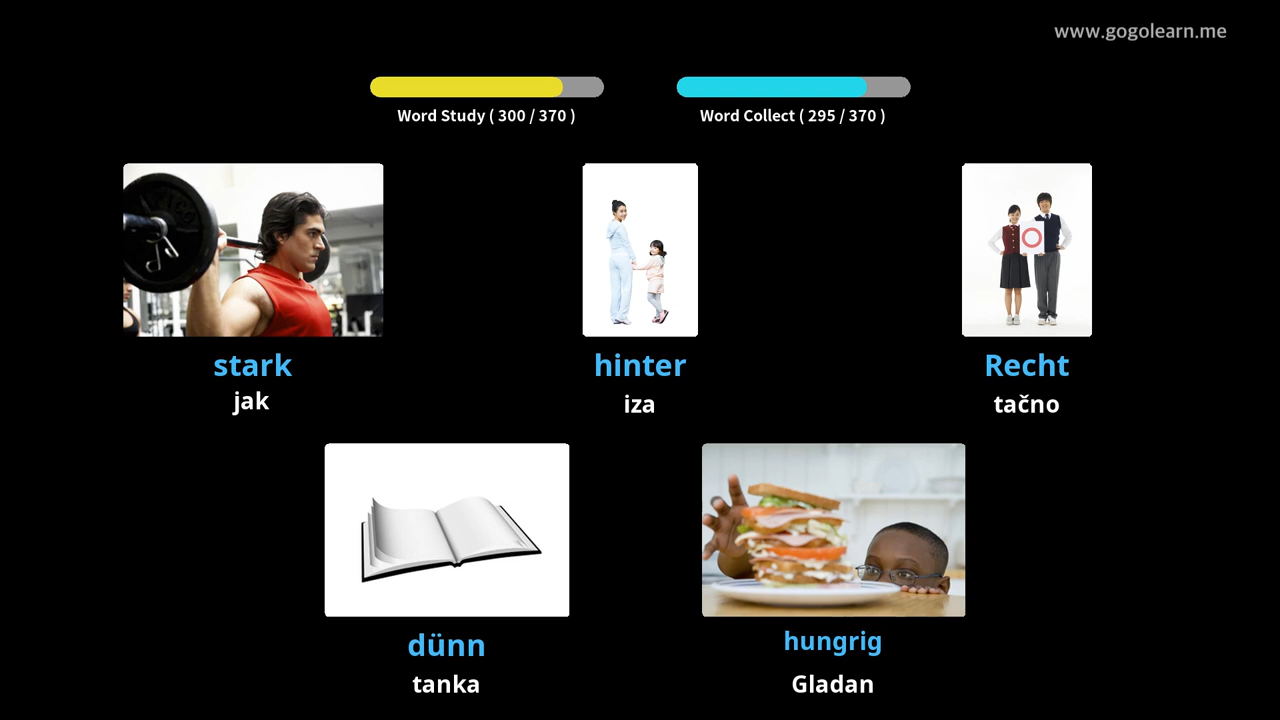 www.gogolearn.me
Word Study ( 300 / 370 )
Word Collect ( 295 / 370 )
stark
jak
hinter
iza
Recht
tačno
dünn
tanka
hungrig
Gladan